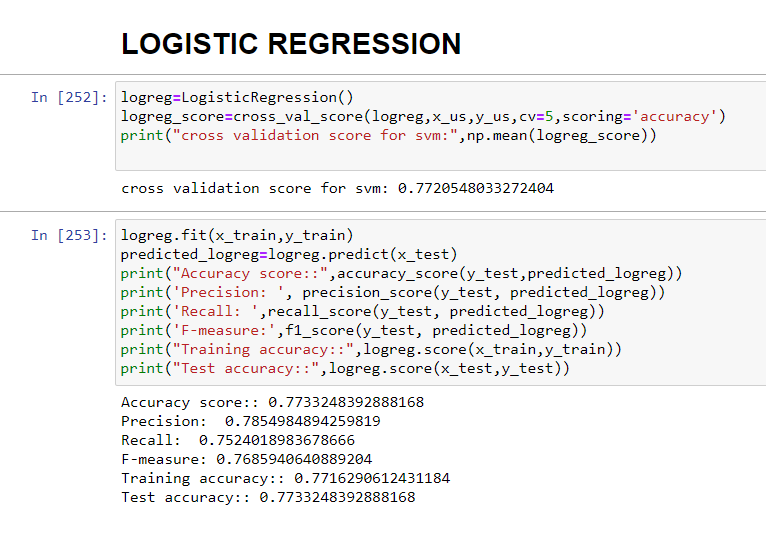 LOGISTIC REGRESSION
In [252]: logreg=LogisticRegression()
logreg_score=cross_val_score(logreg,x_us,y_us,cv=5,scoring='accuracy')
print("cross validation score for svm:",np.mean(logreg_score))
cross validation score for svm: 0.7720548033272404
In [253]: logreg.fit(x_train,y_train)
predicted_logreg=logreg.predict(x_test)
print("Accuracy score::",accuracy_score(y_test,predicted_logreg))
print('Precision: ', precision_score(y_test, predicted_logreg))
print('Recall: ',recall_score(y_test, predicted_logreg))
print('F-measure:',f1_score(y_test, predicted_logreg))
print("Training accuracy::",logreg.score(x_train,y_train))
print("Test accuracy::",logreg.score(x_test,y_test))
Accuracy score:: 0.7733248392888168
Precision:  0.7854984894259819
Recall:  0.7524018983678666
F-measure: 0.7685940640889204
Training accuracy:: 0.7716290612431184
Test accuracy:: 0.7733248392888168